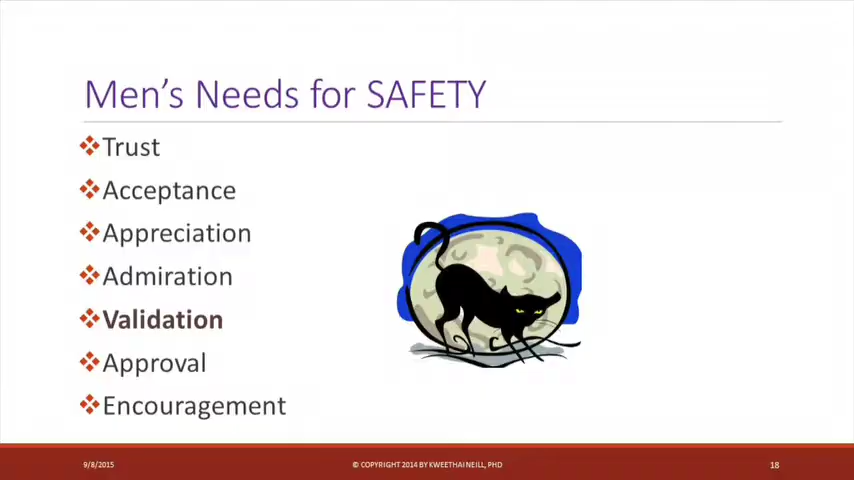 Men's Needs for SAFETY
❖Trust
❖Acceptance
❖Appreciation
❖Admiration
❖Validation
❖Approval
❖Encouragement
9/8/2015 © COPYRIGHT 2014 BY KWEETHAI NEILL, PHD 18